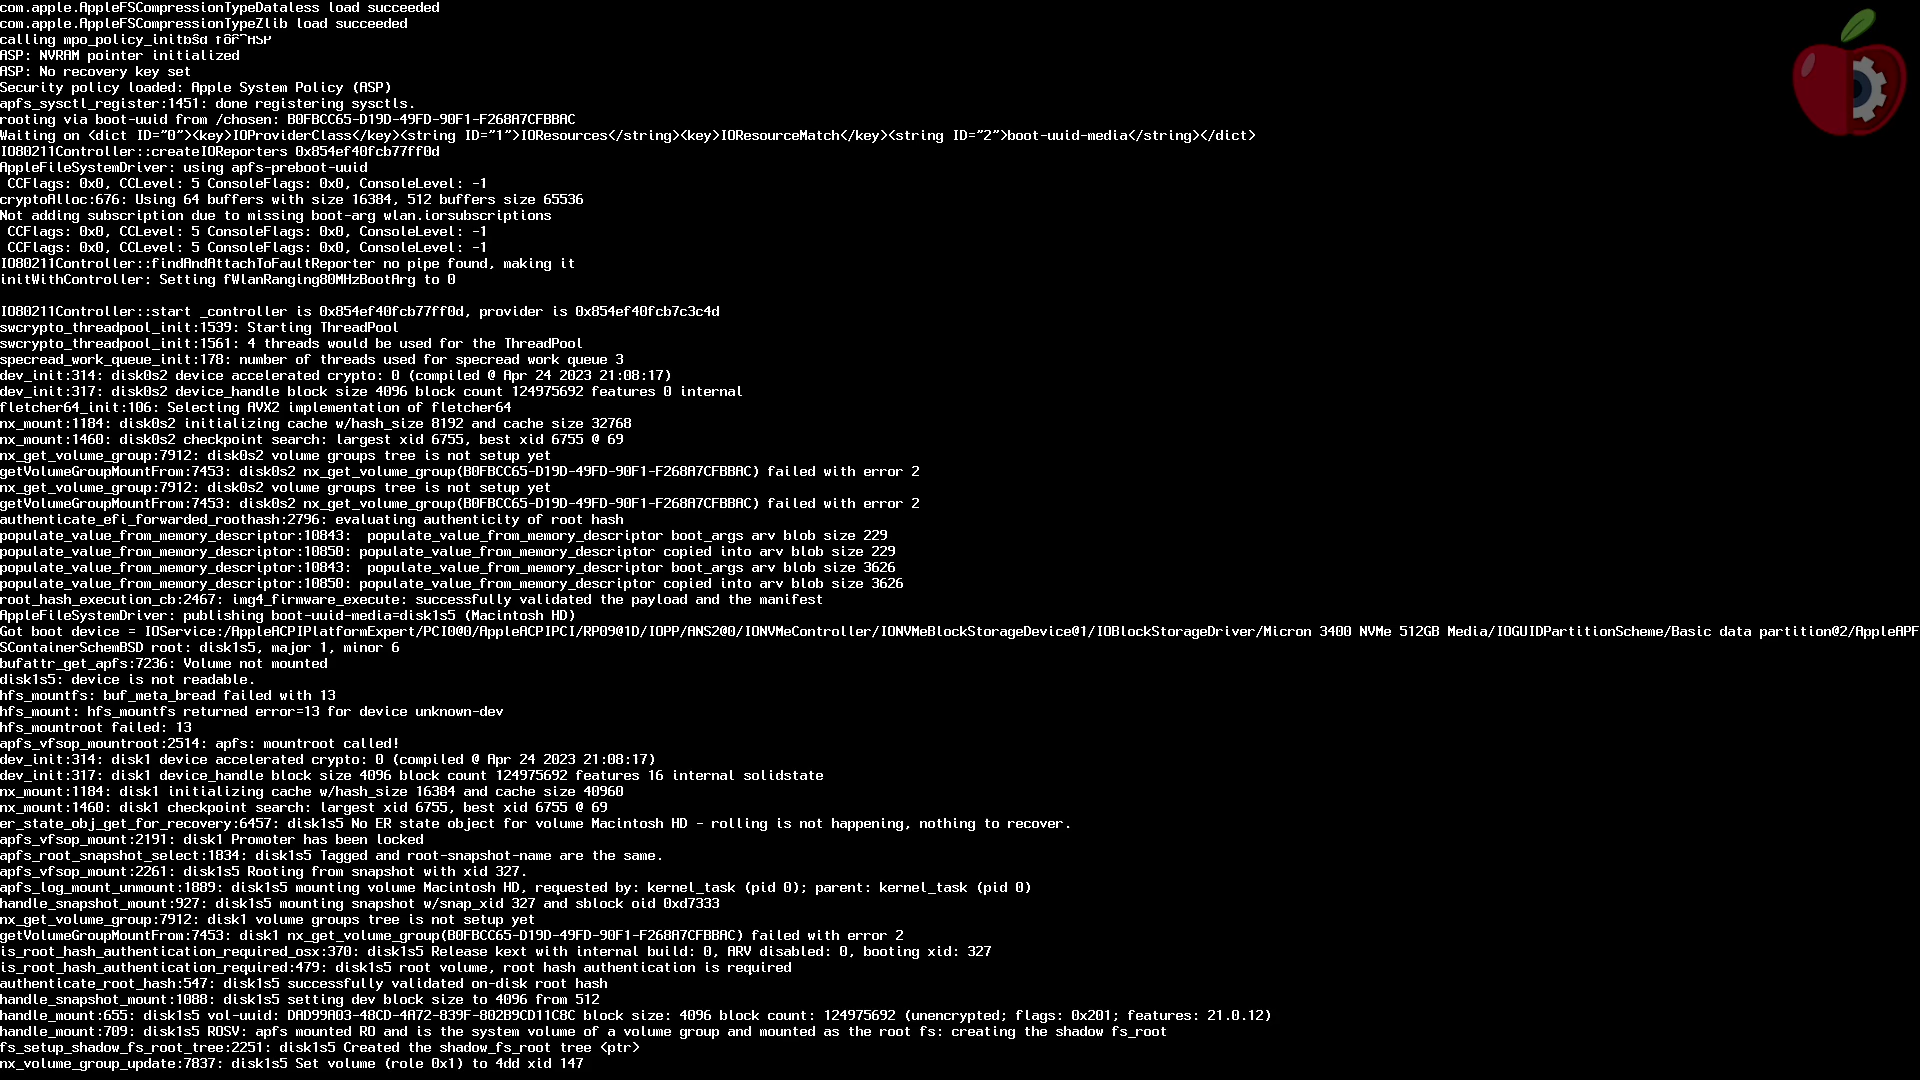 com.apple.AppleFSCompressionTypeDataless load succeeded
com.apple.AppleFSCompressionTypeZlib load succeeded
calling mpo_policy_initbsd for ASP
ASP: NVRAM pointer initialized
ASP: No recovery key set
Security policy loaded: Apple System Policy (ASP)
apfs_sysctl_register:1451: done registering sysctls.
rooting via boot-uuid from /chosen: B0FBCC65-D19D-49FD-90F1-F268A7CFBBAC
Waiting on <dict ID="0"><key>IOProviderClass</key><string ID="1">IOResources</string><key>IOResourceMatch</key><string ID="2">boot-uuid-media</string></dict>
IO80211Controller::createIOReporters 0x854ef40fcb77ff0d
AppleFileSystemDriver: using apfs-preboot-uuid
 CCFlags: 0x0, CCLevel: 5 ConsoleFlags: 0x0, ConsoleLevel: -1
cryptoAlloc:676: Using 64 buffers with size 16384, 512 buffers size 65536
Not adding subscription due to missing boot-arg wlan.iorsubscriptions
 CCFlags: 0x0, CCLevel: 5 ConsoleFlags: 0x0, ConsoleLevel: -1
 CCFlags: 0x0, CCLevel: 5 ConsoleFlags: 0x0, ConsoleLevel: -1
IO80211Controller::findAndAttachToFaultReporter no pipe found, making it
initWithController: Setting fWlanRanging80MHzBootArg to 0
IO80211Controller::start _controller is 0x854ef40fcb77ff0d, provider is 0x854ef40fcb7c3c4d
swcrypto_threadpool_init:1539: Starting ThreadPool
swcrypto_threadpool_init:1561: 4 threads would be used for the ThreadPool
specread_work_queue_init:178: number of threads used for specread work queue 3
dev_init:314: disk0s2 device accelerated crypto: 0 (compiled @ Apr 24 2023 21:08:17)
dev_init:317: disk0s2 device_handle block size 4096 block count 124975692 features 0 internal
fletcher64_init:106: Selecting AVX2 implementation of fletcher64
nx_mount:1184: disk0s2 initializing cache w/hash_size 8192 and cache size 32768
nx_mount:1460: disk0s2 checkpoint search: largest xid 6755, best xid 6755 @ 69
nx_get_volume_group:7912: disk0s2 volume groups tree is not setup yet
getVolumeGroupMountFrom:7453: disk0s2 nx_get_volume_group(B0FBCC65-D19D-49FD-90F1-F268A7CFBBAC) failed with error 2
nx_get_volume_group:7912: disk0s2 volume groups tree is not setup yet
getVolumeGroupMountFrom:7453: disk0s2 nx_get_volume_group(B0FBCC65-D19D-49FD-90F1-F268A7CFBBAC) failed with error 2
authenticate_efi_forwarded_roothash:2796: evaluating authenticity of root hash
populate_value_from_memory_descriptor:10843:  populate_value_from_memory_descriptor boot_args arv blob size 229
populate_value_from_memory_descriptor:10850: populate_value_from_memory_descriptor copied into arv blob size 229
populate_value_from_memory_descriptor:10843:  populate_value_from_memory_descriptor boot_args arv blob size 3626
populate_value_from_memory_descriptor:10850: populate_value_from_memory_descriptor copied into arv blob size 3626
root_hash_execution_cb:2467: img4_firmware_execute: successfully validated the payload and the manifest
AppleFileSystemDriver: publishing boot-uuid-media=disk1s5 (Macintosh HD)
Got boot device = IOService:/AppleACPIPlatformExpert/PCI0@0/AppleACPIPCI/RP09@1D/IOPP/ANS2@0/IONVMeController/IONVMeBlockStorageDevice@1/IOBlockStorageDriver/Micron 3400 NVMe 512GB Media/IOGUIDPartitionScheme/Basic data partition@2/AppleAPF
SContainerSchemBSD root: disk1s5, major 1, minor 6
bufattr_get_apfs:7236: Volume not mounted
disk1s5: device is not readable.
hfs_mountfs: buf_meta_bread failed with 13
hfs_mount: hfs_mountfs returned error=13 for device unknown-dev
hfs_mountroot failed: 13
apfs_vfsop_mountroot:2514: apfs: mountroot called!
dev_init:314: disk1 device accelerated crypto: 0 (compiled @ Apr 24 2023 21:08:17)
dev_init:317: disk1 device_handle block size 4096 block count 124975692 features 16 internal solidstate
nx_mount:1184: disk1 initializing cache w/hash_size 16384 and cache size 40960
nx_mount:1460: disk1 checkpoint search: largest xid 6755, best xid 6755 @ 69
er_state_obj_get_for_recovery:6457: disk1s5 No ER state object for volume Macintosh HD - rolling is not happening, nothing to recover.
apfs_vfsop_mount:2191: disk1 Promoter has been locked
apfs_root_snapshot_select:1834: disk1s5 Tagged and root-snapshot-name are the same.
apfs_vfsop_mount:2261: disk1s5 Rooting from snapshot with xid 327.
apfs_log_mount_unmount:1889: disk1s5 mounting volume Macintosh HD, requested by: kernel_task (pid 0); parent: kernel_task (pid 0)
handle_snapshot_mount:927: disk1s5 mounting snapshot w/snap_xid 327 and sblock oid 0xd7333
nx_get_volume_group:7912: disk1 volume groups tree is not setup yet
getVolumeGroupMountFrom:7453: disk1 nx_get_volume_group(B0FBCC65-D19D-49FD-90F1-F268A7CFBBAC) failed with error 2
is_root_hash_authentication_required_osx:370: disk1s5 Release kext with internal build: 0, ARV disabled: 0, booting xid: 327
is_root_hash_authentication_required:479: disk1s5 root volume, root hash authentication is required
authenticate_root_hash:547: disk1s5 successfully validated on-disk root hash
handle_snapshot_mount:1088: disk1s5 setting dev block size to 4096 from 512
handle_mount:655: disk1s5 vol-uuid: DAD99A03-48CD-4A72-839F-802B9CD11C8C block size: 4096 block count: 124975692 (unencrypted; flags: 0x201; features: 21.0.12)
handle_mount:709: disk1s5 ROSV: apfs mounted RO and is the system volume of a volume group and mounted as the root fs: creating the shadow fs_root
fs_setup_shadow_fs_root_tree:2251: disk1s5 Created the shadow_fs_root tree <ptr>
nx_volume_group_update:7837: disk1s5 Set volume (role 0x1) to 4dd xid 147